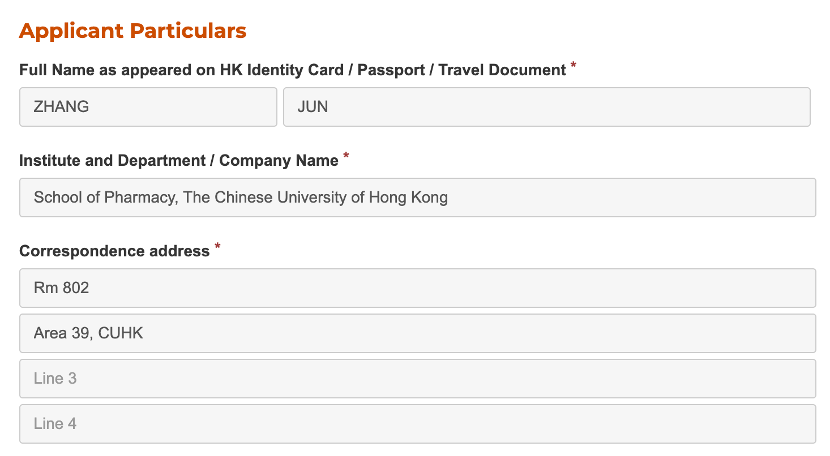 Applicant Particulars
Full Name as appeared on HK Identity Card / Passport / Travel Document *
ZHANG JUN
Institute and Department / Company Name *
School of Pharmacy, The Chinese University of Hong Kong
Correspondence address *
Rm 802
Area 39, CUHK
Line 3
Line 4